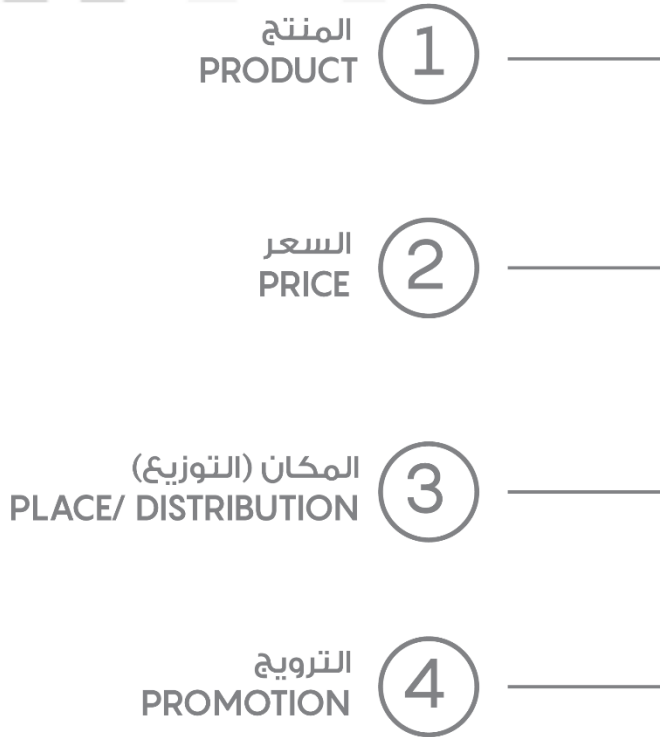 المنتج
PRODUCT
1
السعر
PRICE
2
المكان (التوزيع)
PLACE/ DISTRIBUTION
3
الترويج
PROMOTION
4